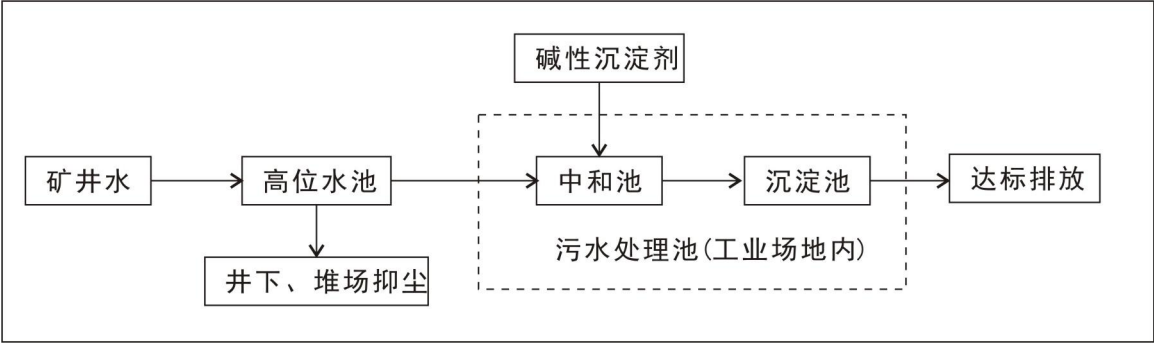 碱性沉淀剂
矿井水
高位水池
中和池
沉淀池
达标排放
污水处理池(工业场地内)
井下、堆场抑尘